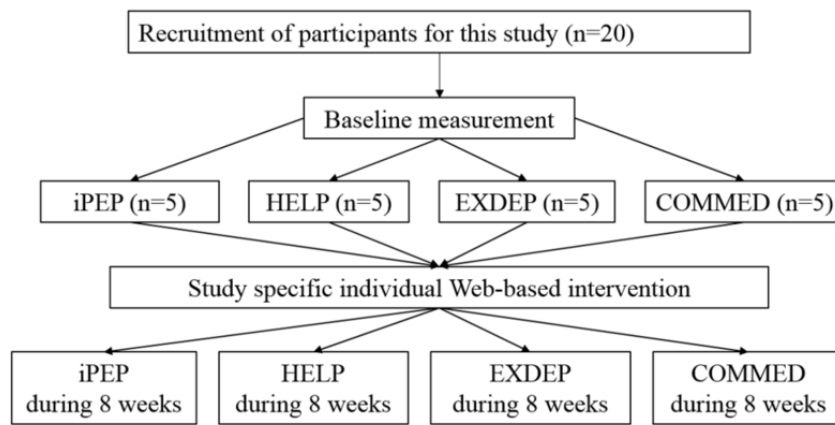 Recruitment of participants for this study (n=20)
Baseline measurement
iPEP (n=5)
HELP (n=5)
EXDEP (n=5)
COMMED (n=5)
Study specific individual Web-based intervention
iPEP
during 8 weeks
HELP
during 8 weeks
EXDEP
during 8 weeks
COMMED
during 8 weeks